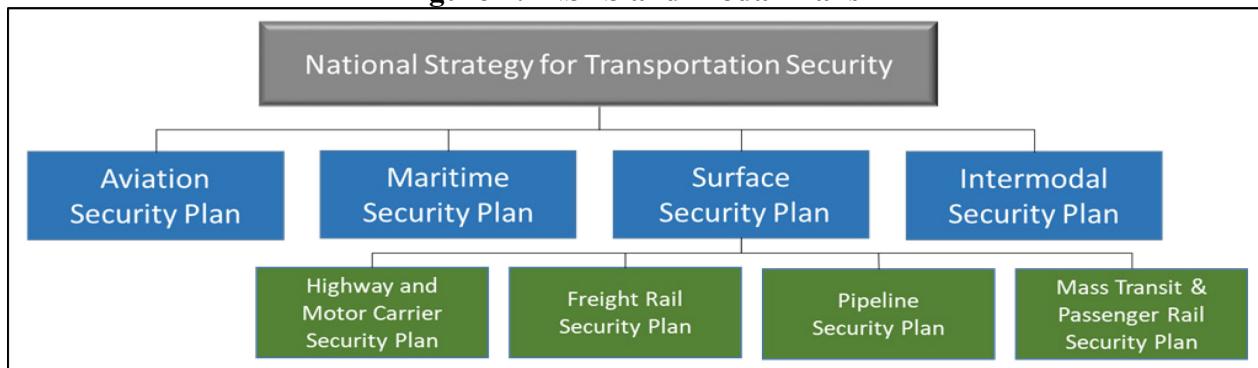 National Strategy for Transportation Security
Aviation
Security Plan
Maritime
Security Plan
Surface
Security Plan
Intermodal
Security Plan
Highway and
Motor Carrier
Security Plan
Freight Rail
Security Plan
Pipeline
Security Plan
Mass Transit &
Passenger Rail
Security Plan